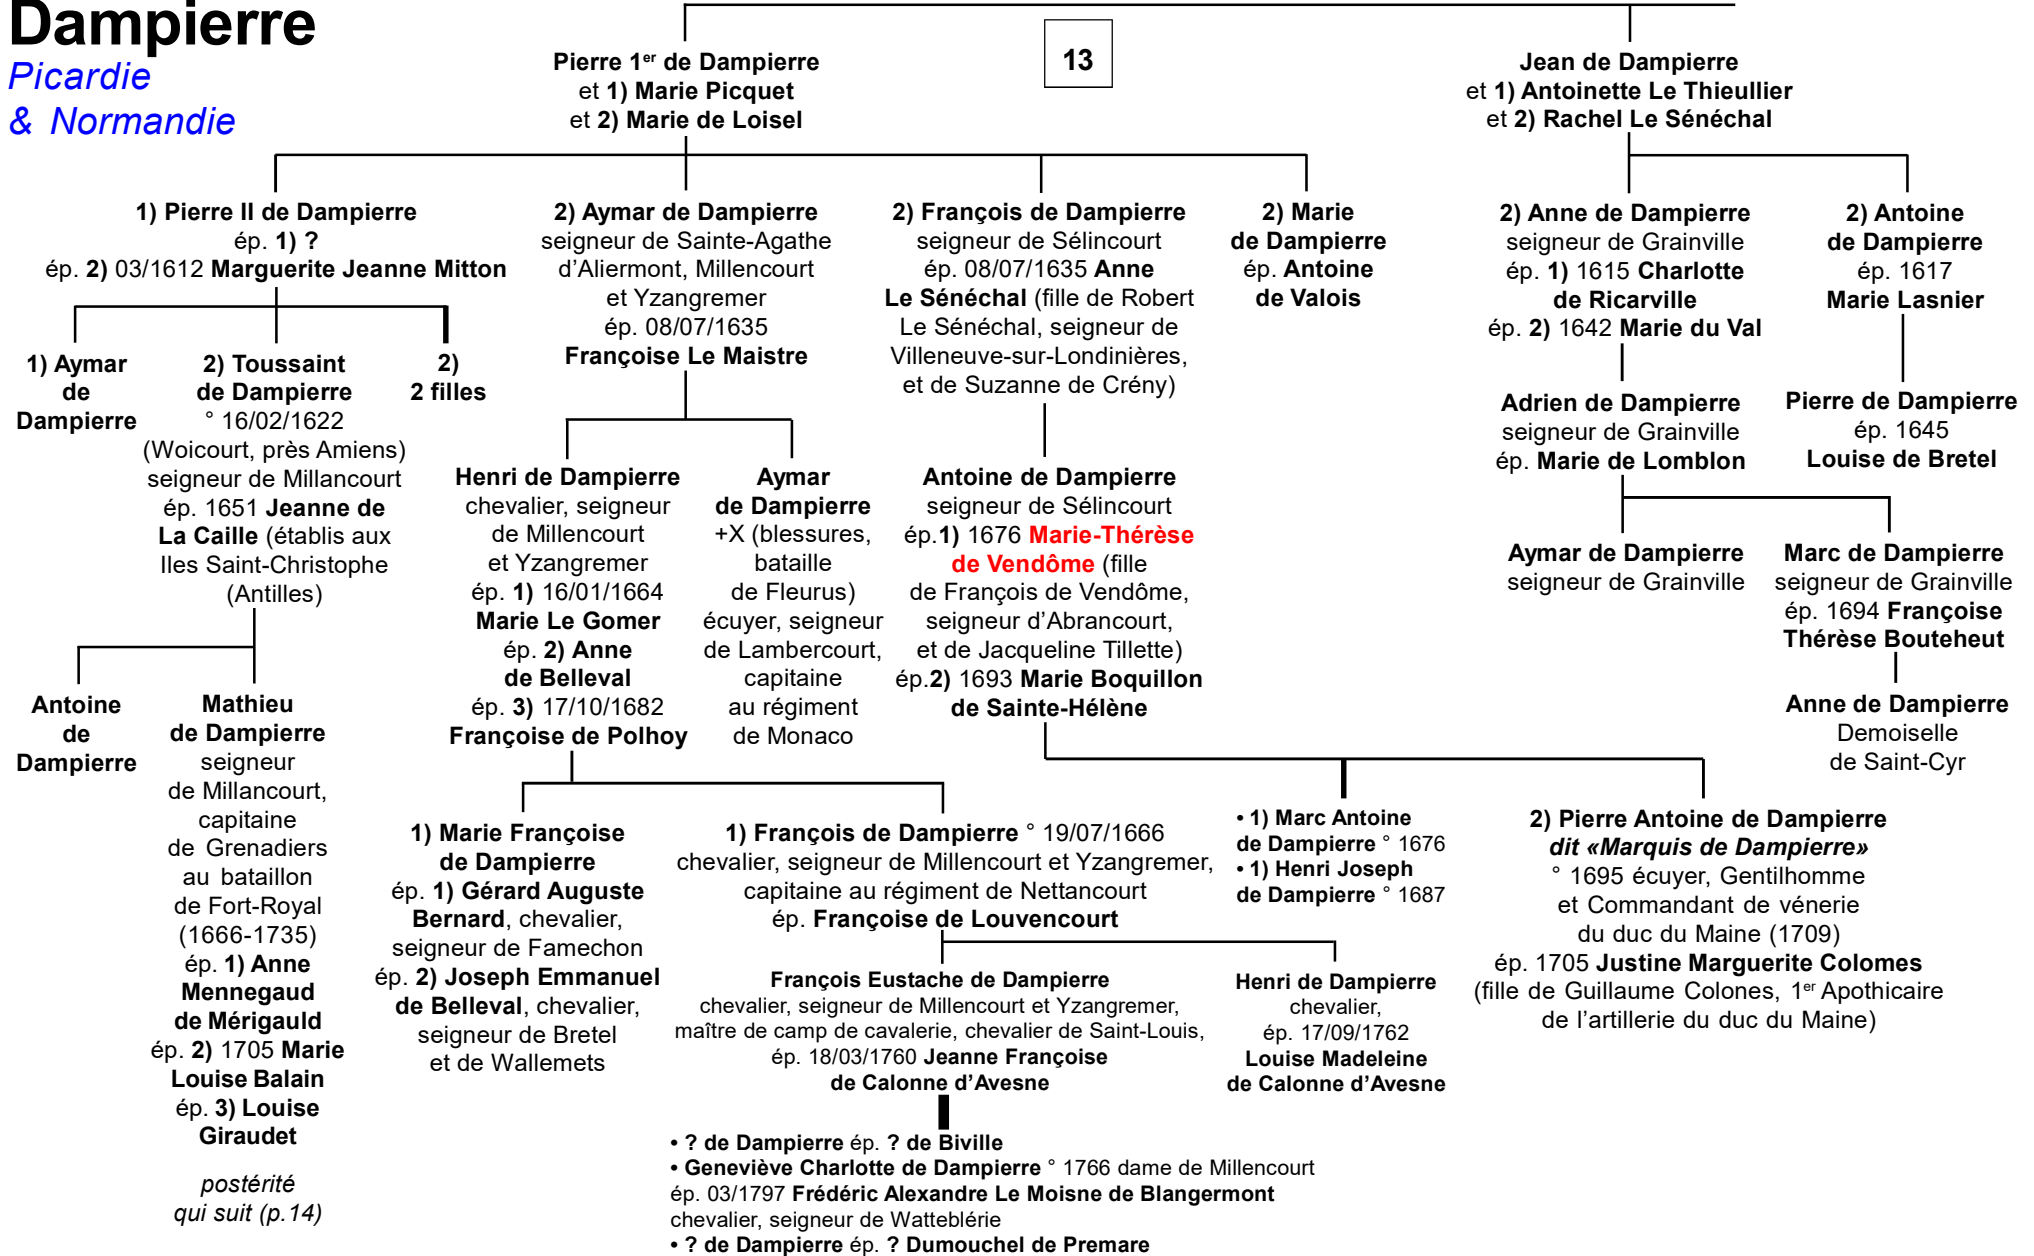 Dampierre
Picardie
& Normandie
13
Pierre 1er de Dampierre
et 1) Marie Picquet
et 2) Marie de Loisel
Jean de Dampierre
et 1) Antoinette Le Thieullier
et 2) Rachel Le Sénéchal
1) Pierre II de Dampierre
ép. 1) ?
ép. 2) 03/1612 Marguerite Jeanne Mitton
2) Aymar de Dampierre
seigneur de Sainte-Agathe
d’Aliermont, Millencourt
et Yzangremer
ép. 08/07/1635
Françoise Le Maistre
2) François de Dampierre
seigneur de Sélincourt
ép. 08/07/1635 Anne
Le Sénéchal (fille de Robert
Le Sénéchal, seigneur de
Villeneuve-sur-Londinières,
et de Suzanne de Crény)
2) Marie
de Dampierre
ép. Antoine
de Valois
2) Anne de Dampierre
seigneur de Grainville
ép. 1) 1615 Charlotte
de Ricarville
ép. 2) 1642 Marie du Val
2) Antoine
de Dampierre
ép. 1617
Marie Lasnier
1) Aymar
de
Dampierre
2) Toussaint
de Dampierre
° 16/02/1622
(Woicourt, près Amiens)
seigneur de Millancourt
ép. 1651 Jeanne de
La Caille (établis aux
Iles Saint-Christophe
(Antilles)
2)
2 filles
Henri de Dampierre
chevalier, seigneur
de Millencourt
et Yzangremer
ép. 1) 16/01/1664
Marie Le Gomer
ép. 2) Anne
de Belleval
ép. 3) 17/10/1682
Françoise de Polhoy
Aymar
de Dampierre
+X (blessures,
bataille
de Fleurus)
écuyer, seigneur
de Lambercourt,
capitaine
au régiment
de Monaco
Antoine de Dampierre
seigneur de Sélincourt
ép.1) 1676 Marie-Thérèse
de Vendôme (fille
de François de Vendôme,
seigneur d’Abrancourt,
et de Jacqueline Tillette)
ép.2) 1693 Marie Boquillon
de Sainte-Hélène
Adrien de Dampierre
seigneur de Grainville
ép. Marie de Lomblon
Pierre de Dampierre
ép. 1645
Louise de Bretel
Aymar de Dampierre
seigneur de Grainville
Marc de Dampierre
seigneur de Grainville
ép. 1694 Françoise
Thérèse Bouteheut
Anne de Dampierre
Demoiselle
de Saint-Cyr
Antoine
de
Dampierre
Mathieu
de Dampierre
seigneur
de Millancourt,
capitaine
de Grenadiers
au bataillon
de Fort-Royal
(1666-1735)
ép. 1) Anne
Mennegaud
de Mérigauld
ép. 2) 1705 Marie
Louise Balain
ép. 3) Louise
Giraudet
postérité
qui suit (p.14)
1) Marie Françoise
de Dampierre
ép. 1) Gérard Auguste
Bernard, chevalier,
seigneur de Famechon
ép. 2) Joseph Emmanuel
de Belleval, chevalier,
seigneur de Bretel
et de Wallemets
1) François de Dampierre ° 19/07/1666
chevalier, seigneur de Millencourt et Yzangremer,
capitaine au régiment de Nettancourt
ép. Françoise de Louvencourt
• 1) Marc Antoine
de Dampierre ° 1676
• 1) Henri Joseph
de Dampierre ° 1687
2) Pierre Antoine de Dampierre
dit «Marquis de Dampierre»
° 1695 écuyer, Gentilhomme
et Commandant de vénerie
du duc du Maine (1709)
ép. 1705 Justine Marguerite Colomes
(fille de Guillaume Colones, 1er Apothicaire
de l’artillerie du duc du Maine)
François Eustache de Dampierre
chevalier, seigneur de Millencourt et Yzangremer,
maître de camp de cavalerie, chevalier de Saint-Louis,
ép. 18/03/1760 Jeanne Françoise
de Calonne d’Avesne
Henri de Dampierre
chevalier,
ép. 17/09/1762
Louise Madeleine
de Calonne d’Avesne
• ? de Dampierre ép. ? de Biville
• Geneviève Charlotte de Dampierre ° 1766 dame de Millencourt
ép. 03/1797 Frédéric Alexandre Le Moisne de Blangermont
chevalier, seigneur de Watteblérie
• ? de Dampierre ép. ? Dumouchel de Premare